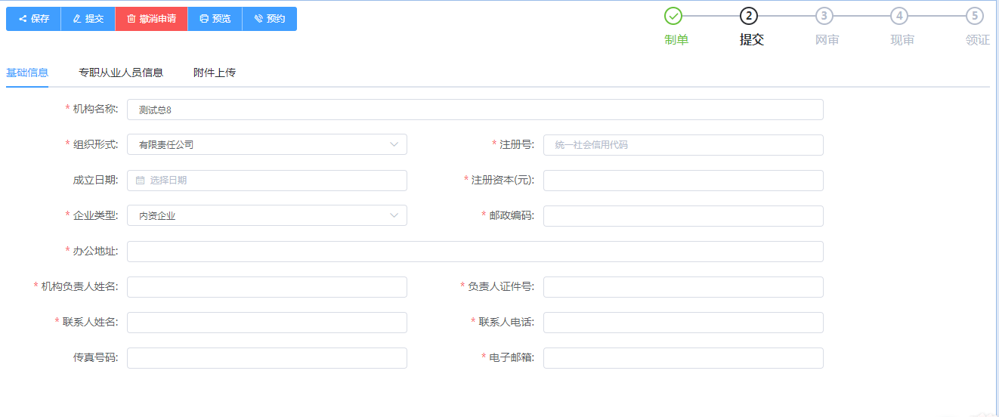 保存 提交 撤消申请 预览 预约
2 3 4 5
制单 提交 网审 现审 领证
基础信息 专职从业人员信息 附件上传
* 机构名称: 测试总8
* 组织形式: 有限责任公司 * 注册号: 统一社会信用代码
成立日期: 选择日期 * 注册资本(元):
* 企业类型: 内资企业 * 邮政编码:
* 办公地址:
* 机构负责人姓名: * 负责人证件号:
* 联系人姓名: * 联系人电话:
传真号码: * 电子邮箱: